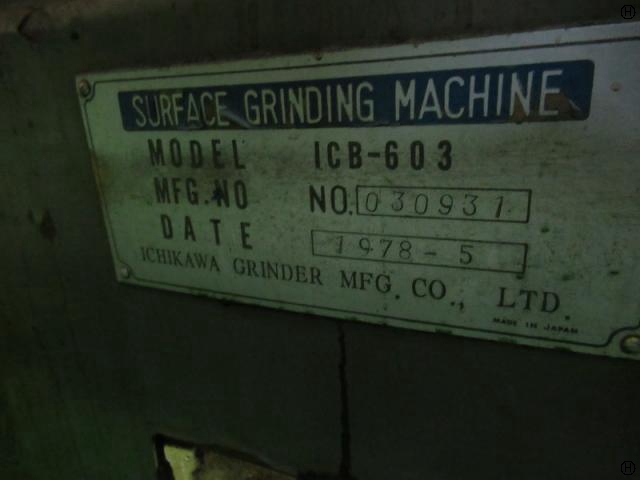 SURFACE GRINDING MACHINE
MODEL ICB-603
MFG.NO NO. 030931
DATE 1978-5
ICHIKAWA GRINDER MFG. CO., LTD.
MADE IN JAPAN